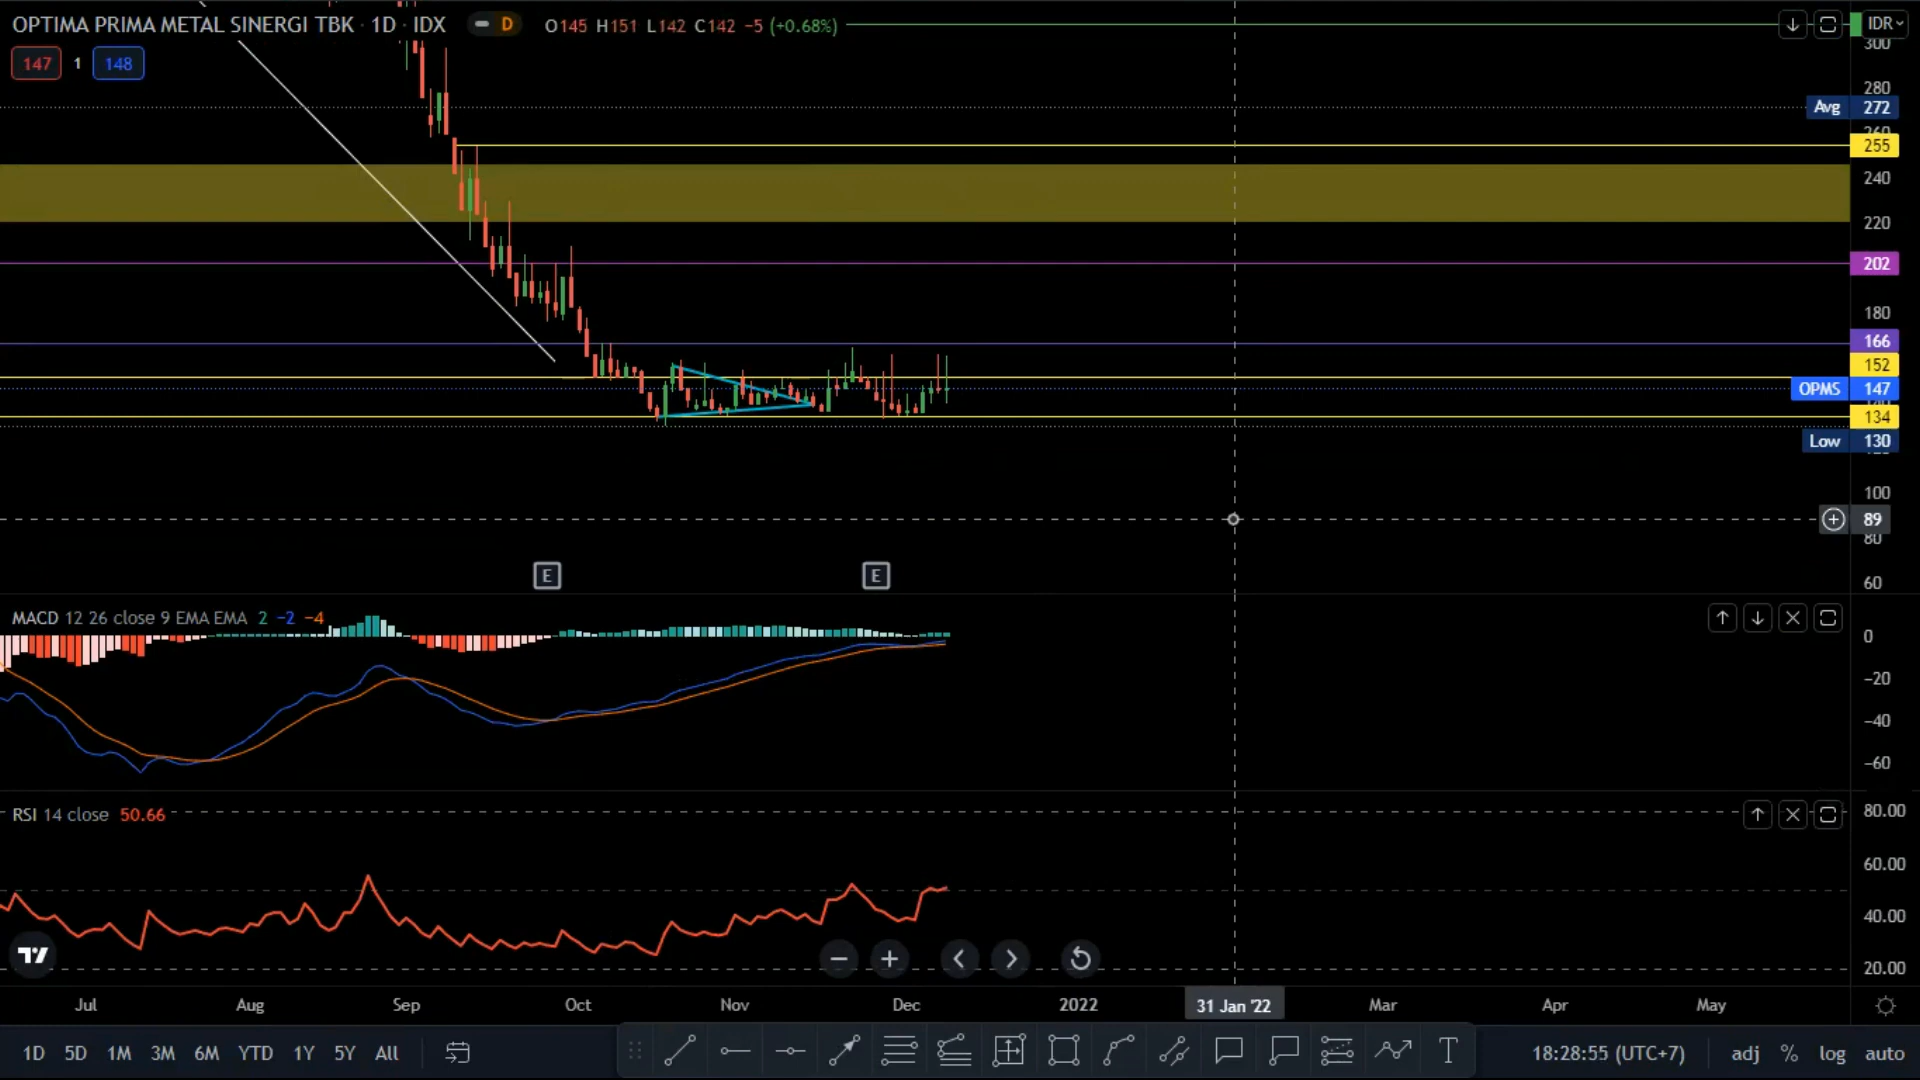 OPTIMA PRIMA METAL SINERGI TBK · 1D · IDX
D
O145 H151 L142 C142 −5 (+0.68%)
IDR
147 1 148
300
280
Avg 272
260
255
240
220
202
180
166
152
OPMS 147
134
Low 130
100
89
80
60
E
E
MACD 12 26 close 9 EMA EMA 2 −2 −4
0
−20
−40
−60
RSI 14 close 50.66
80.00
60.00
40.00
20.00
Jul Aug Sep Oct Nov Dec 2022 31 Jan '22 Mar Apr May
1D 5D 1M 3M 6M YTD 1Y 5Y All
T
18:28:55 (UTC+7) adj % log auto